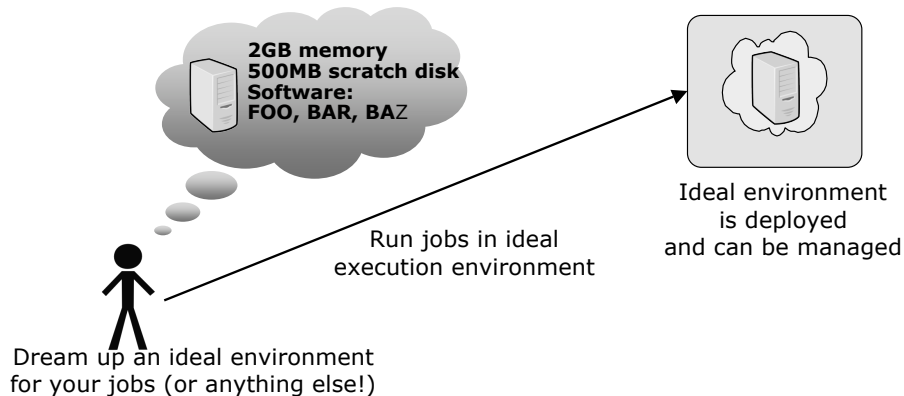 2GB memory
500MB scratch disk
Software:
FOO, BAR, BAZ
Ideal environment
is deployed
and can be managed
Run jobs in ideal
execution environment
Dream up an ideal environment
for your jobs (or anything else!)